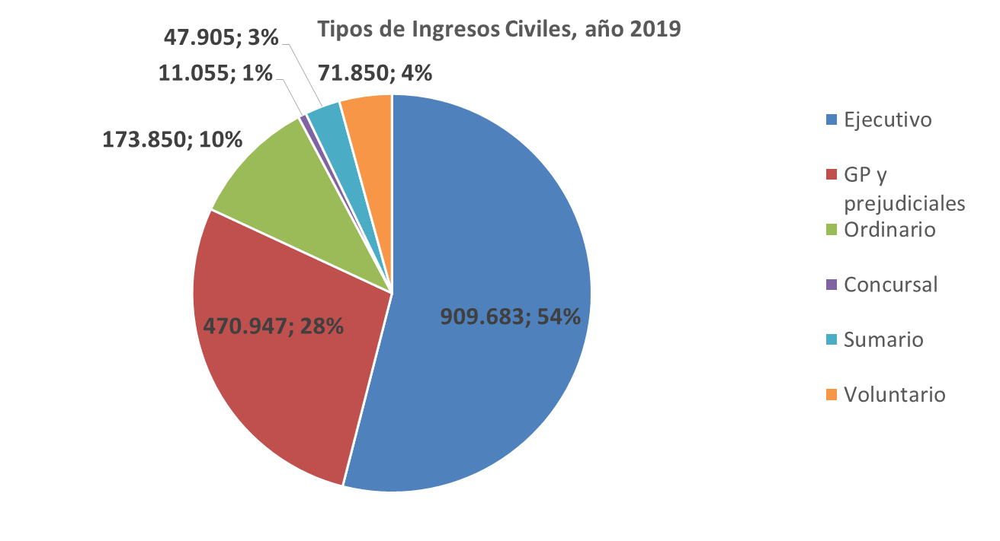 Tipos de Ingresos Civiles, año 2019
47.905; 3%
11.055; 1%
71.850; 4%
173.850; 10%
909.683; 54%
470.947; 28%
Ejecutivo
GP y
prejudiciales
Ordinario
Concursal
Sumario
Voluntario